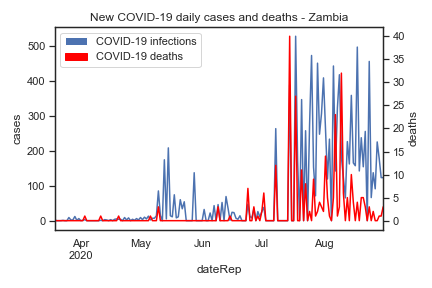 New COVID-19 daily cases and deaths - Zambia
COVID-19 infections
COVID-19 deaths
cases
500
400
300
200
100
0
deaths
40
35
30
25
20
15
10
5
0
Apr
2020
May
Jun
Jul
Aug
dateRep